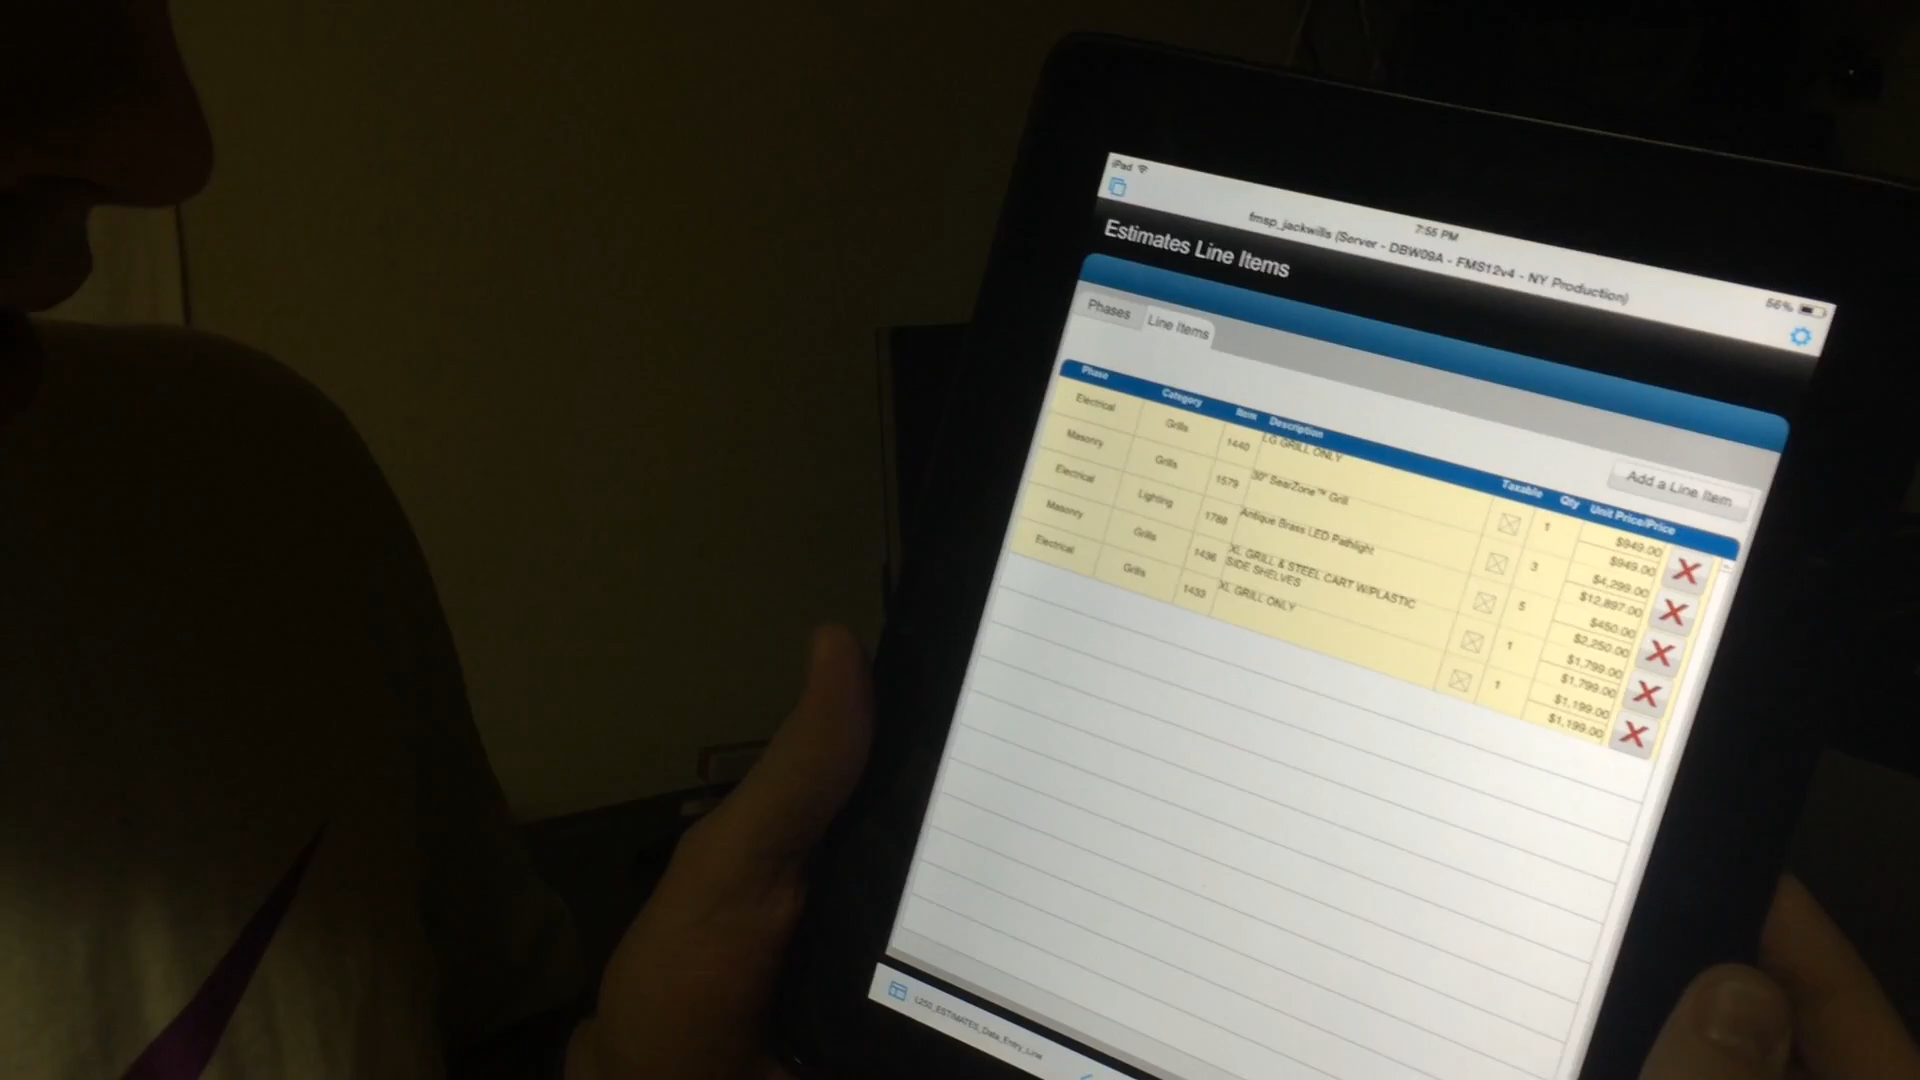 iPad
7:55 PM
56%
fmsp_jackwills (Server - DBW09A - FMS12v4 - NY Production)
Estimates Line Items
Phases Line Items
Add a Line Item
Phase Category Item Description Taxable Qty Unit Price/Price
Electrical Grills 1440 LG GRILL ONLY 1 $949.00
$949.00
Masonry Grills 1579 30" SearZone™ Grill 3 $4,299.00
$12,897.00
Electrical Lighting 1788 Antique Brass LED Pathlight 5 $450.00
$2,250.00
Masonry Grills 1436 XL GRILL & STEEL CART W/PLASTIC 1 $1,799.00
SIDE SHELVES $1,799.00
Electrical Grills 1433 XL GRILL ONLY 1 $1,199.00
$1,199.00
L250_ESTIMATES_Data_Entry_Line